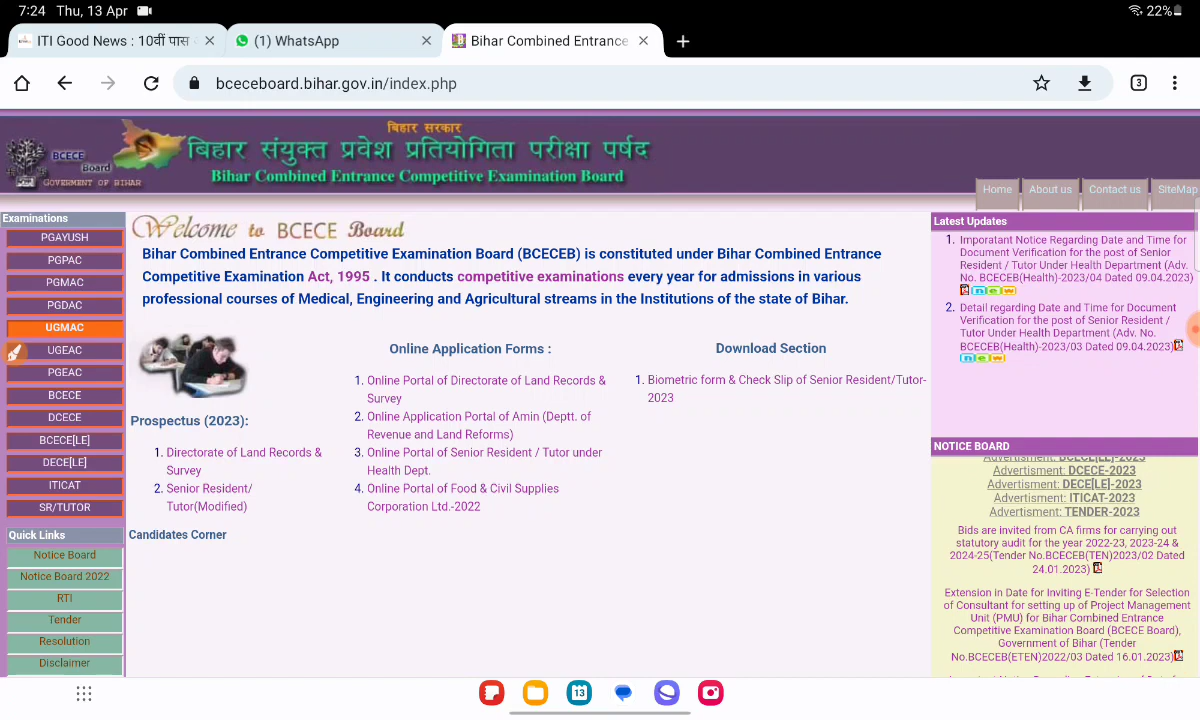 7:24 Thu, 13 Apr
22%
ITI Good News : 10वीं पास
(1) WhatsApp
Bihar Combined Entrance
bceceboard.bihar.gov.in/index.php
3
बिहार सरकार
BCECE
Board
GOVERMENT OF BIHAR
बिहार संयुक्त प्रवेश प्रतियोगिता परीक्षा पर्षद
Bihar Combined Entrance Competitive Examination Board
Home
About us
Contact us
SiteMap
Examinations
PGAYUSH
PGPAC
PGMAC
PGDAC
UGMAC
UGEAC
PGEAC
BCECE
DCECE
BCECE[LE]
DECE[LE]
ITICAT
SR/TUTOR
Quick Links
Notice Board
Notice Board 2022
RTI
Tender
Resolution
Disclaimer
Welcome to BCECE Board
Bihar Combined Entrance Competitive Examination Board (BCECEB) is constituted under Bihar Combined Entrance
Competitive Examination Act, 1995 . It conducts competitive examinations every year for admissions in various
professional courses of Medical, Engineering and Agricultural streams in the Institutions of the state of Bihar.
Prospectus (2023):
1. Directorate of Land Records &
Survey
2. Senior Resident/
Tutor(Modified)
Candidates Corner
Online Application Forms :
1. Online Portal of Directorate of Land Records &
Survey
2. Online Application Portal of Amin (Deptt. of
Revenue and Land Reforms)
3. Online Portal of Senior Resident / Tutor under
Health Dept.
4. Online Portal of Food & Civil Supplies
Corporation Ltd.-2022
Download Section
1. Biometric form & Check Slip of Senior Resident/Tutor-
2023
Latest Updates
1. Imporatant Notice Regarding Date and Time for
Document Verification for the post of Senior
Resident / Tutor Under Health Department (Adv.
No. BCECEB(Health)-2023/04 Dated 09.04.2023)
new
2. Detail regarding Date and Time for Document
Verification for the post of Senior Resident /
Tutor Under Health Department (Adv. No.
BCECEB(Health)-2023/03 Dated 09.04.2023)
new
NOTICE BOARD
Advertisment: BCECE[LE]-2023
Advertisment: DCECE-2023
Advertisment: DECE[LE]-2023
Advertisment: ITICAT-2023
Advertisment: TENDER-2023
Bids are invited from CA firms for carrying out
statutory audit for the year 2022-23, 2023-24 &
2024-25(Tender No.BCECEB(TEN)2023/02 Dated
24.01.2023)
Extension in Date for Inviting E-Tender for Selection
of Consultant for setting up of Project Management
Unit (PMU) for Bihar Combined Entrance
Competitive Examination Board (BCECE Board),
Government of Bihar (Tender
No.BCECEB(ETEN)2022/03 Dated 16.01.2023)
13